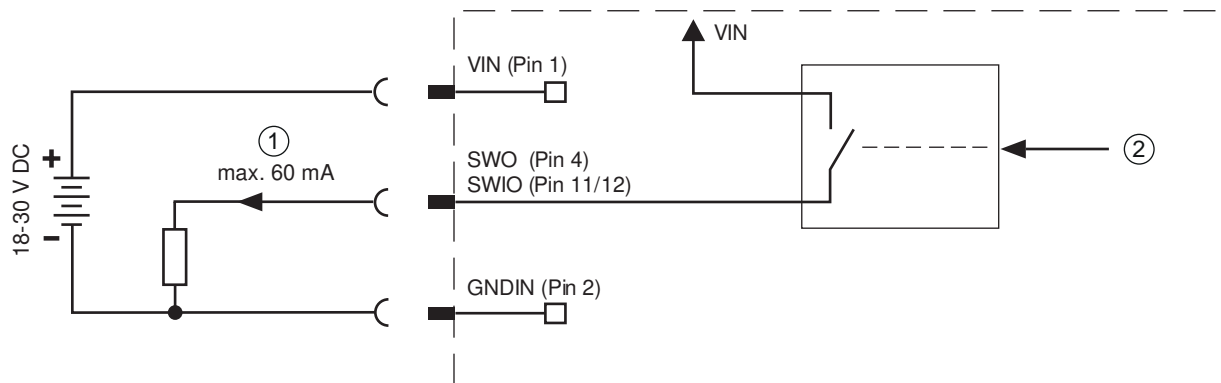 VIN
VIN (Pin 1)
1
max. 60 mA
SWO (Pin 4)
SWIO (Pin 11/12)
2
18-30 V DC
+
–
GNDIN (Pin 2)